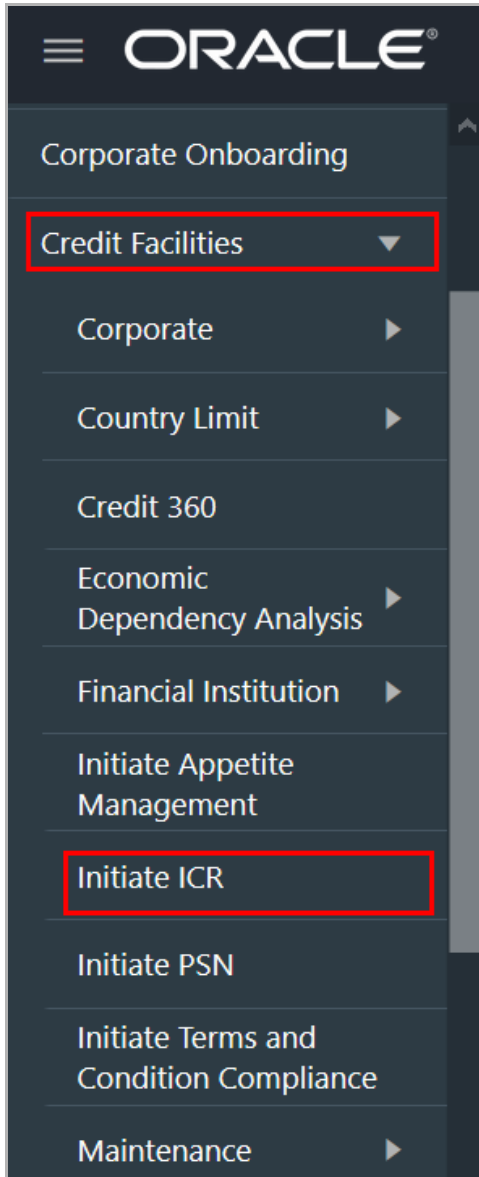 ORACLE®
Corporate Onboarding
Credit Facilities
Corporate
Country Limit
Credit 360
Economic
Dependency Analysis
Financial Institution
Initiate Appetite
Management
Initiate ICR
Initiate PSN
Initiate Terms and
Condition Compliance
Maintenance